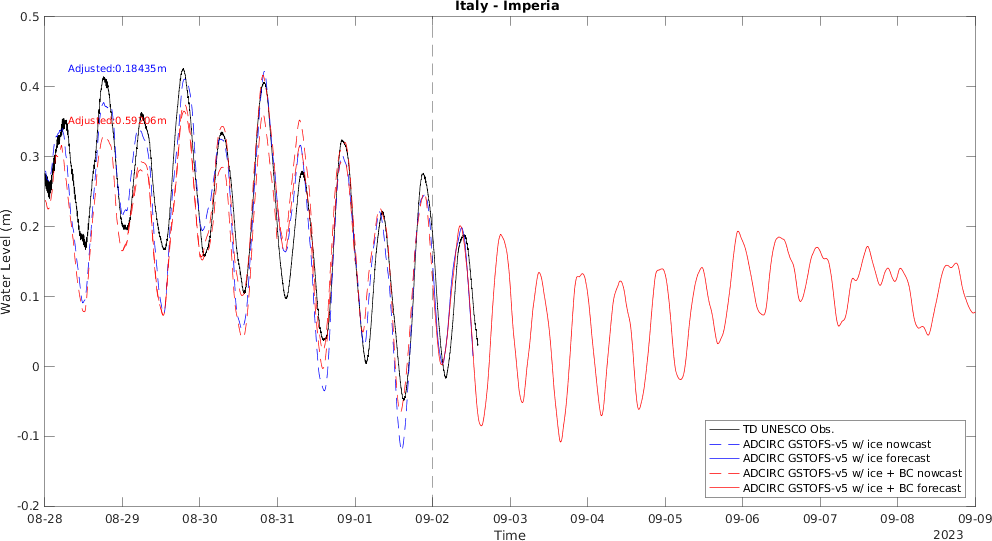 Italy - Imperia
Water Level (m)
0.5
0.4
0.3
0.2
0.1
0
-0.1
-0.2
Adjusted:0.18435m
TD UNESCO Obs.
ADCIRC GSTOFS-v5 w/ ice nowcast
ADCIRC GSTOFS-v5 w/ ice forecast
ADCIRC GSTOFS-v5 w/ ice + BC nowcast
ADCIRC GSTOFS-v5 w/ ice + BC forecast
08-28 08-29 08-30 08-31 09-01 09-02 09-03 09-04 09-05 09-06 09-07 09-08 09-09
Time
2023